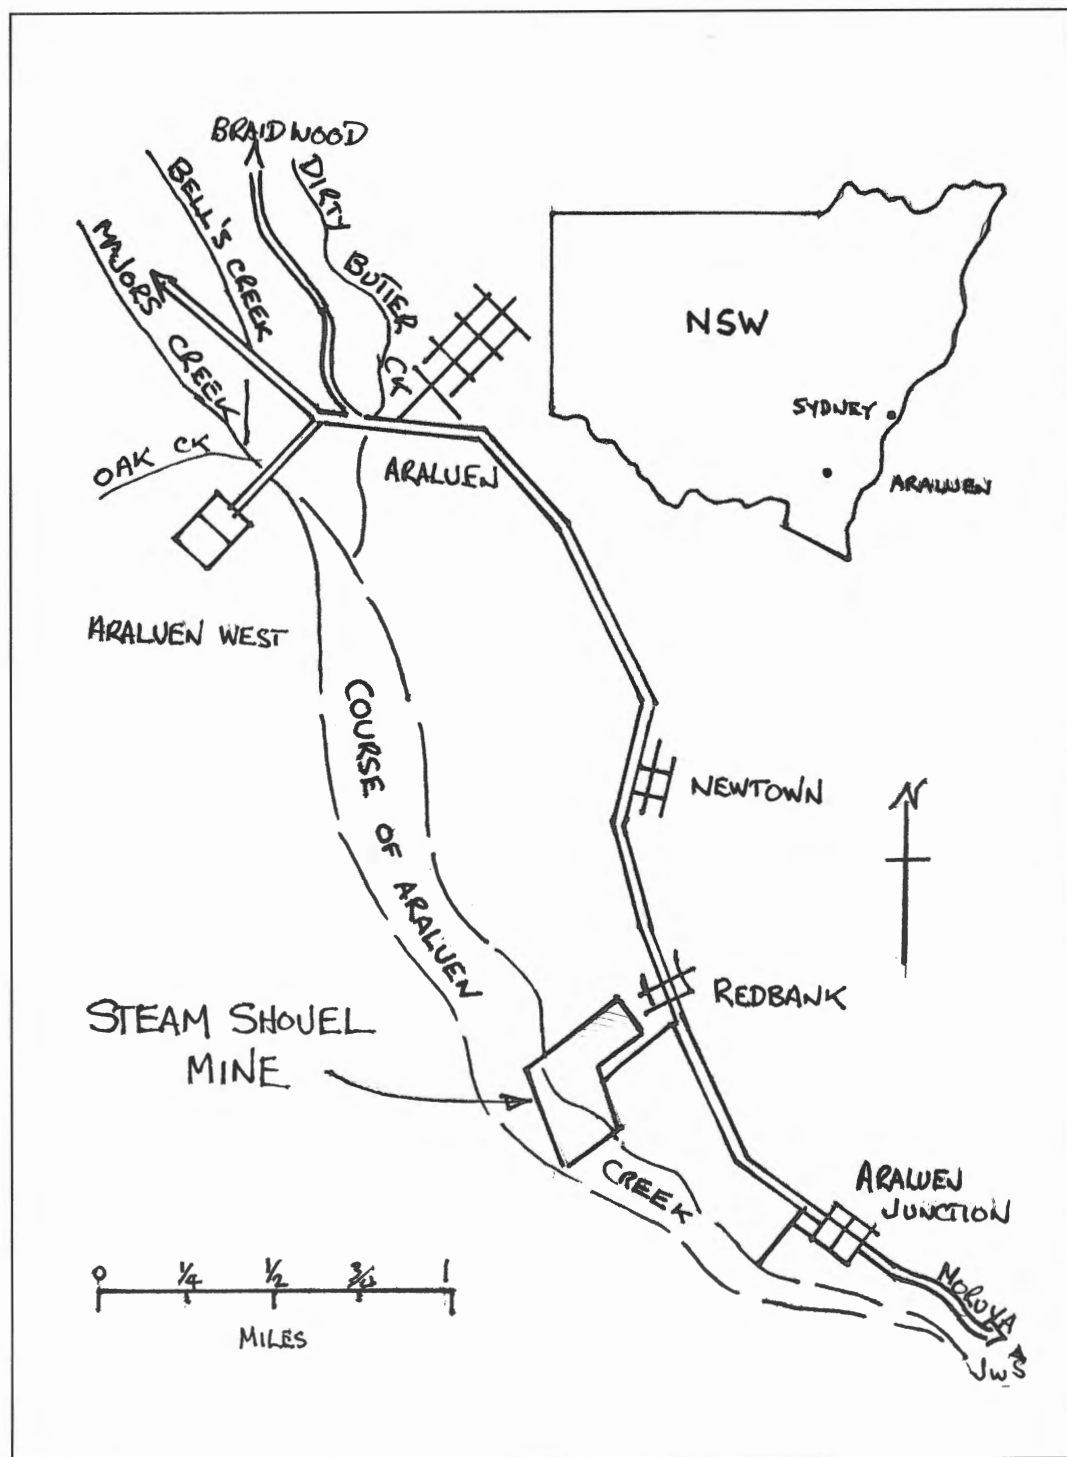 BRAIDWOOD
DIRTY BUTTER CK
BELL'S CREEK
MAJORS CREEK
OAK CK
NSW
SYDNEY
ARALUEN
ARALUEN
ARALUEN WEST
COURSE OF ARALUEN
CREEK
NEWTOWN
N
REDBANK
STEAM SHOVEL
MINE
ARALUEN
JUNCTION
MORUYA
0 1/4 1/2 3/4 1
MILES
JWS